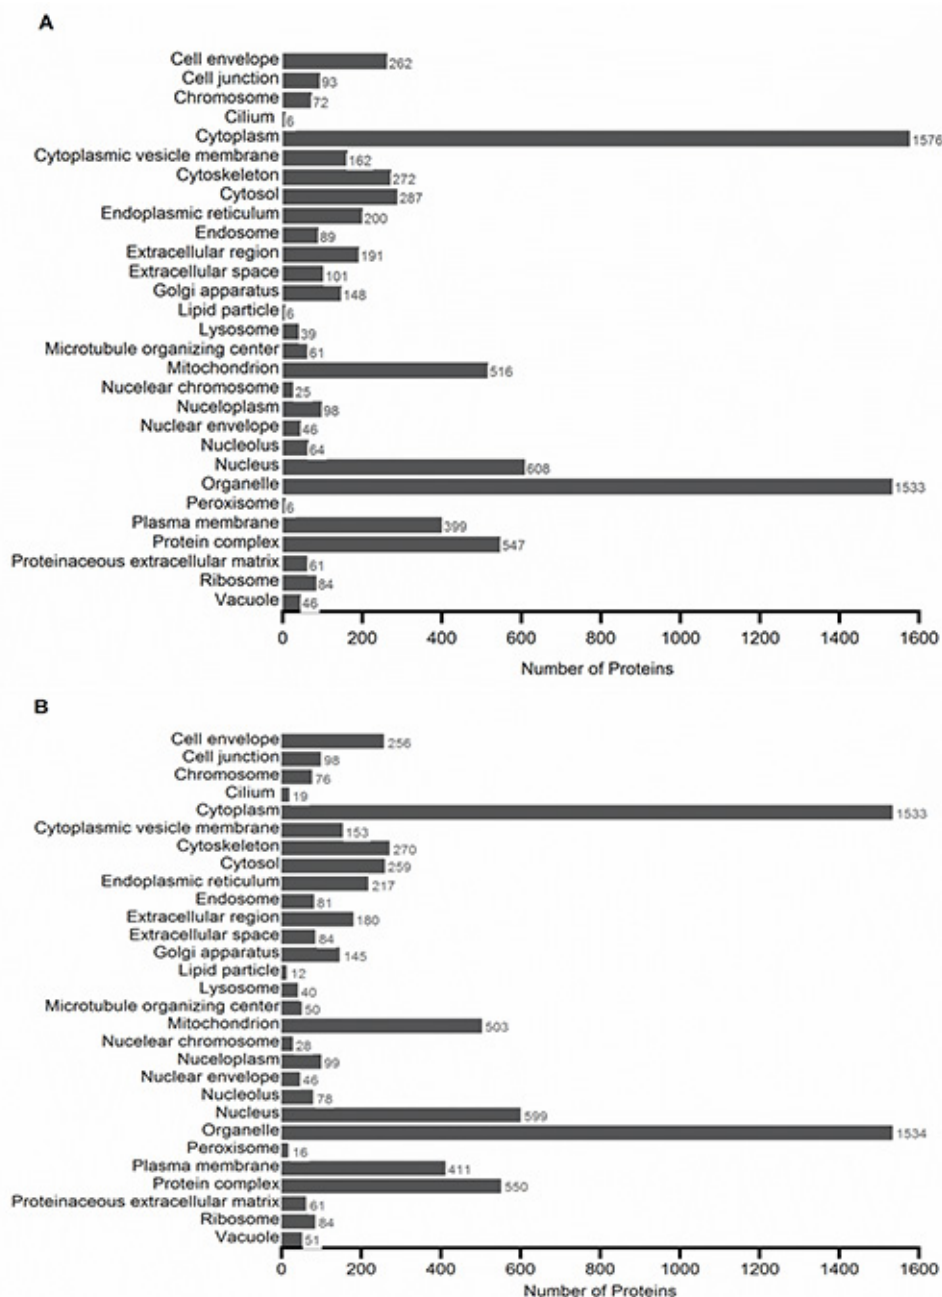 A
Cell envelope 262
Cell junction 93
Chromosome 72
Cilium 6
Cytoplasm 1576
Cytoplasmic vesicle membrane 162
Cytoskeleton 272
Cytosol 287
Endoplasmic reticulum 200
Endosome 89
Extracellular region 191
Extracellular space 101
Golgi apparatus 148
Lipid particle 6
Lysosome 39
Microtubule organizing center 61
Mitochondrion 516
Nucelear chromosome 25
Nuceloplasm 98
Nuclear envelope 46
Nucleolus 64
Nucleus 608
Organelle 1533
Peroxisome 6
Plasma membrane 399
Protein complex 547
Proteinaceous extracellular matrix 61
Ribosome 84
Vacuole 46
0 200 400 600 800 1000 1200 1400 1600
Number of Proteins
B
Cell envelope 256
Cell junction 98
Chromosome 76
Cilium 19
Cytoplasm 1533
Cytoplasmic vesicle membrane 153
Cytoskeleton 270
Cytosol 259
Endoplasmic reticulum 217
Endosome 81
Extracellular region 180
Extracellular space 84
Golgi apparatus 145
Lipid particle 12
Lysosome 40
Microtubule organizing center 50
Mitochondrion 503
Nucelear chromosome 28
Nuceloplasm 99
Nuclear envelope 46
Nucleolus 78
Nucleus 599
Organelle 1534
Peroxisome 16
Plasma membrane 411
Protein complex 550
Proteinaceous extracellular matrix 61
Ribosome 84
Vacuole 51
0 200 400 600 800 1000 1200 1400 1600
Number of Proteins